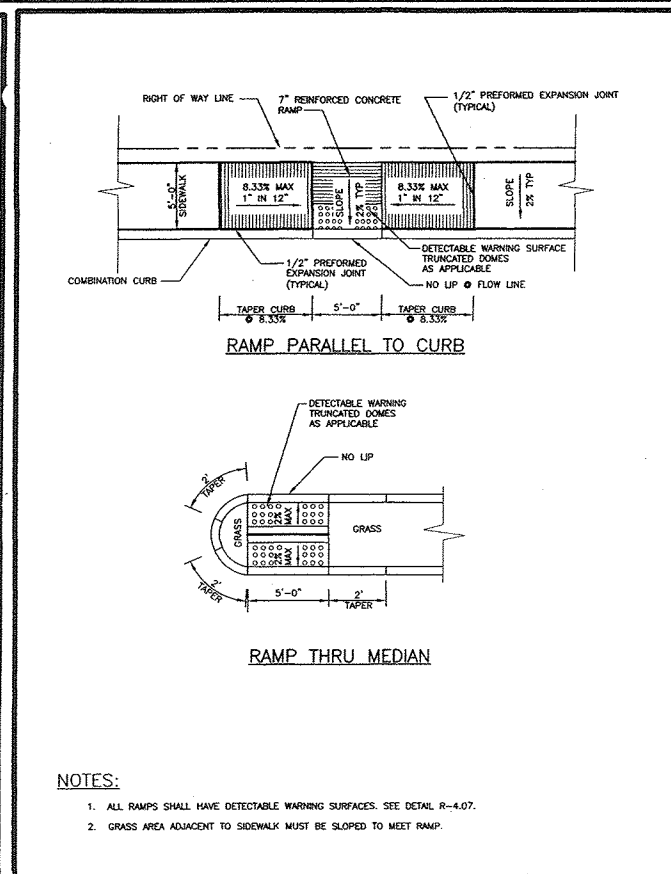 RIGHT OF WAY LINE
7" REINFORCED CONCRETE
RAMP
1/2" PREFORMED EXPANSION JOINT
(TYPICAL)
5'-0"
SIDEWALK
8.33% MAX
1" IN 12"
SLOPE
2% TYP
8.33% MAX
1" IN 12"
SLOPE
2% TYP
DETECTABLE WARNING SURFACE
TRUNCATED DOMES
AS APPLICABLE
1/2" PREFORMED
EXPANSION JOINT
(TYPICAL)
COMBINATION CURB
NO LIP @ FLOW LINE
TAPER CURB
@ 8.33%
5'-0"
TAPER CURB
@ 8.33%
RAMP PARALLEL TO CURB
DETECTABLE WARNING
TRUNCATED DOMES
AS APPLICABLE
NO LIP
2'
TAPER
GRASS
2%
MAX
2%
MAX
GRASS
2'
TAPER
5'-0"
2'
TAPER
RAMP THRU MEDIAN
NOTES:
1. ALL RAMPS SHALL HAVE DETECTABLE WARNING SURFACES. SEE DETAIL R-4.07.
2. GRASS AREA ADJACENT TO SIDEWALK MUST BE SLOPED TO MEET RAMP.